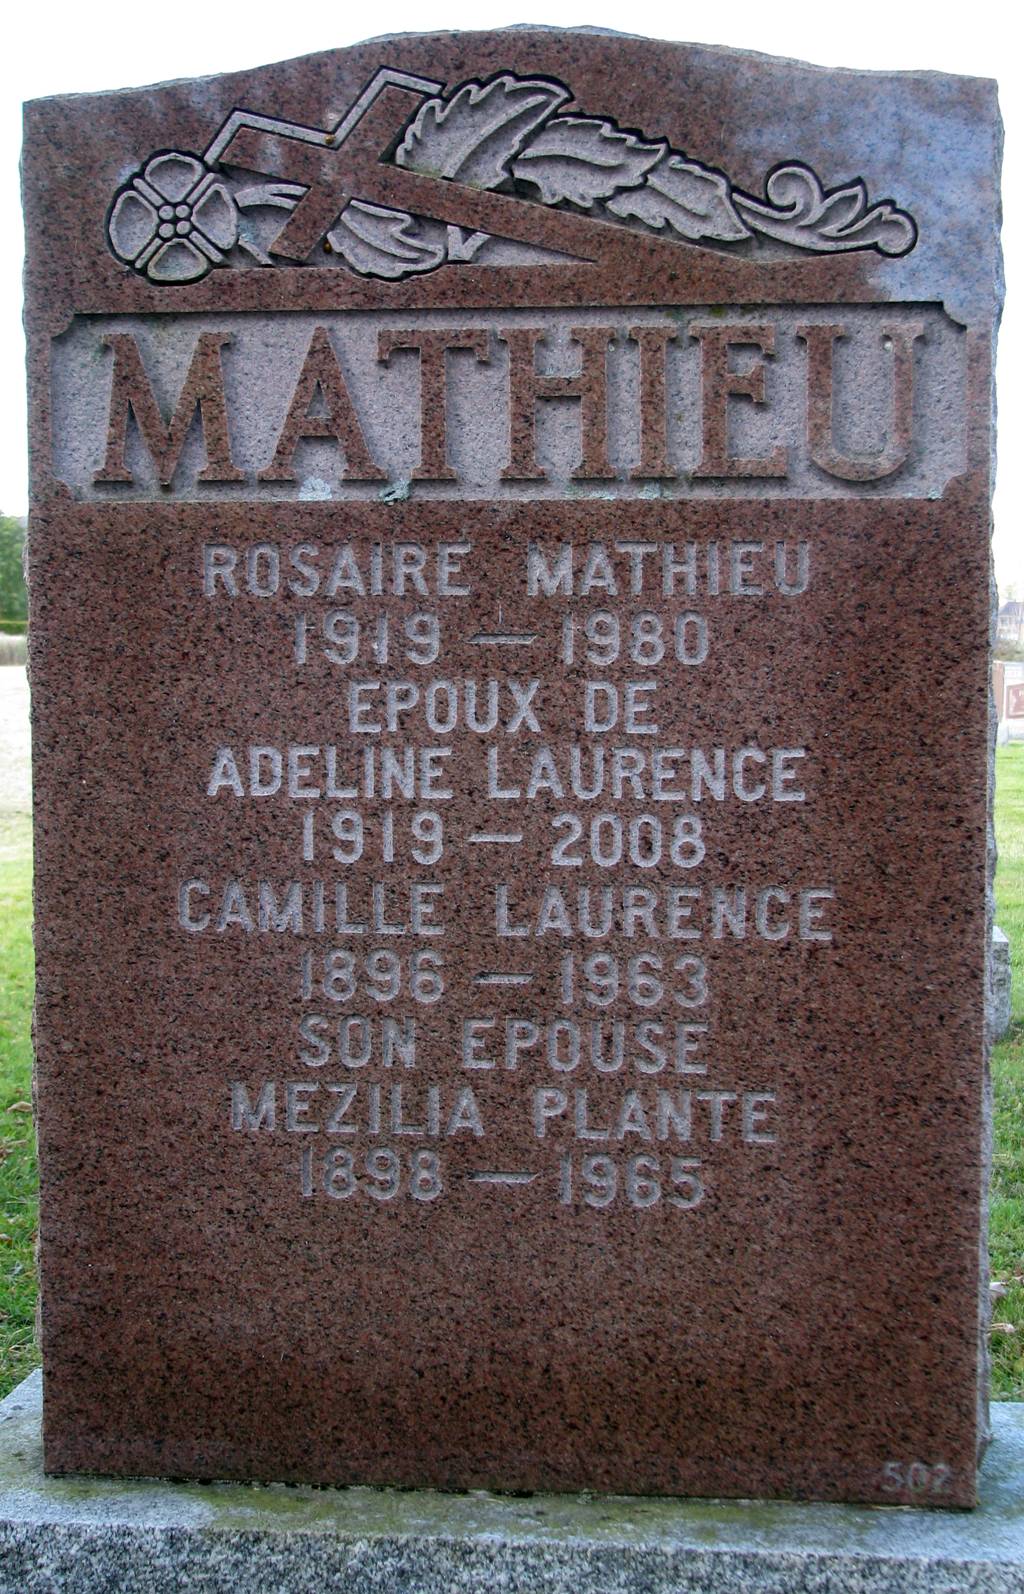 MATHIEU
ROSAIRE MATHIEU
1919 — 1980
EPOUX DE
ADELINE LAURENCE
1919 — 2008
CAMILLE LAURENCE
1896 — 1963
SON EPOUSE
MEZILIA PLANTE
1898 — 1965
502